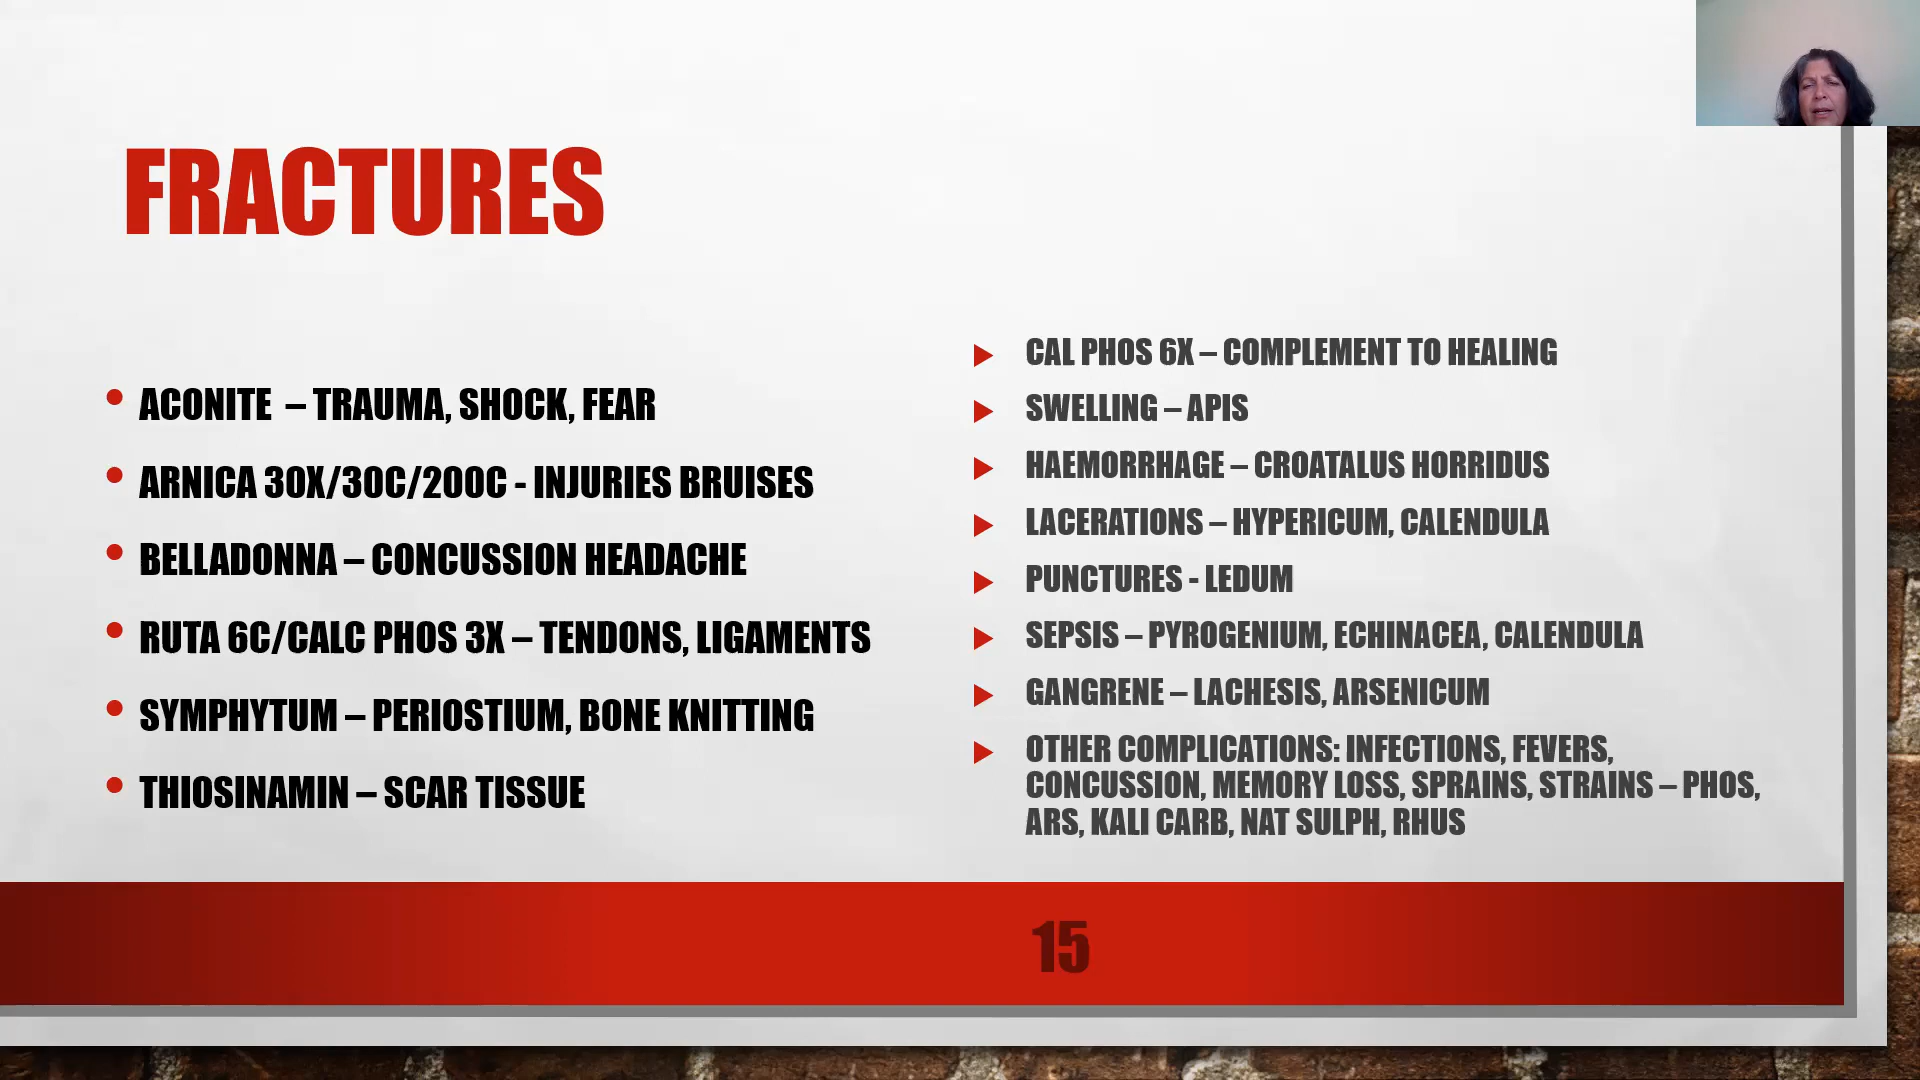 FRACTURES
ACONITE – TRAUMA, SHOCK, FEAR
ARNICA 30X/30C/200C - INJURIES BRUISES
BELLADONNA – CONCUSSION HEADACHE
RUTA 6C/CALC PHOS 3X – TENDONS, LIGAMENTS
SYMPHYTUM – PERIOSTIUM, BONE KNITTING
THIOSINAMIN – SCAR TISSUE
CAL PHOS 6X – COMPLEMENT TO HEALING
SWELLING – APIS
HAEMORRHAGE – CROATALUS HORRIDUS
LACERATIONS – HYPERICUM, CALENDULA
PUNCTURES - LEDUM
SEPSIS – PYROGENIUM, ECHINACEA, CALENDULA
GANGRENE – LACHESIS, ARSENICUM
OTHER COMPLICATIONS: INFECTIONS, FEVERS,
CONCUSSION, MEMORY LOSS, SPRAINS, STRAINS – PHOS,
ARS, KALI CARB, NAT SULPH, RHUS
15